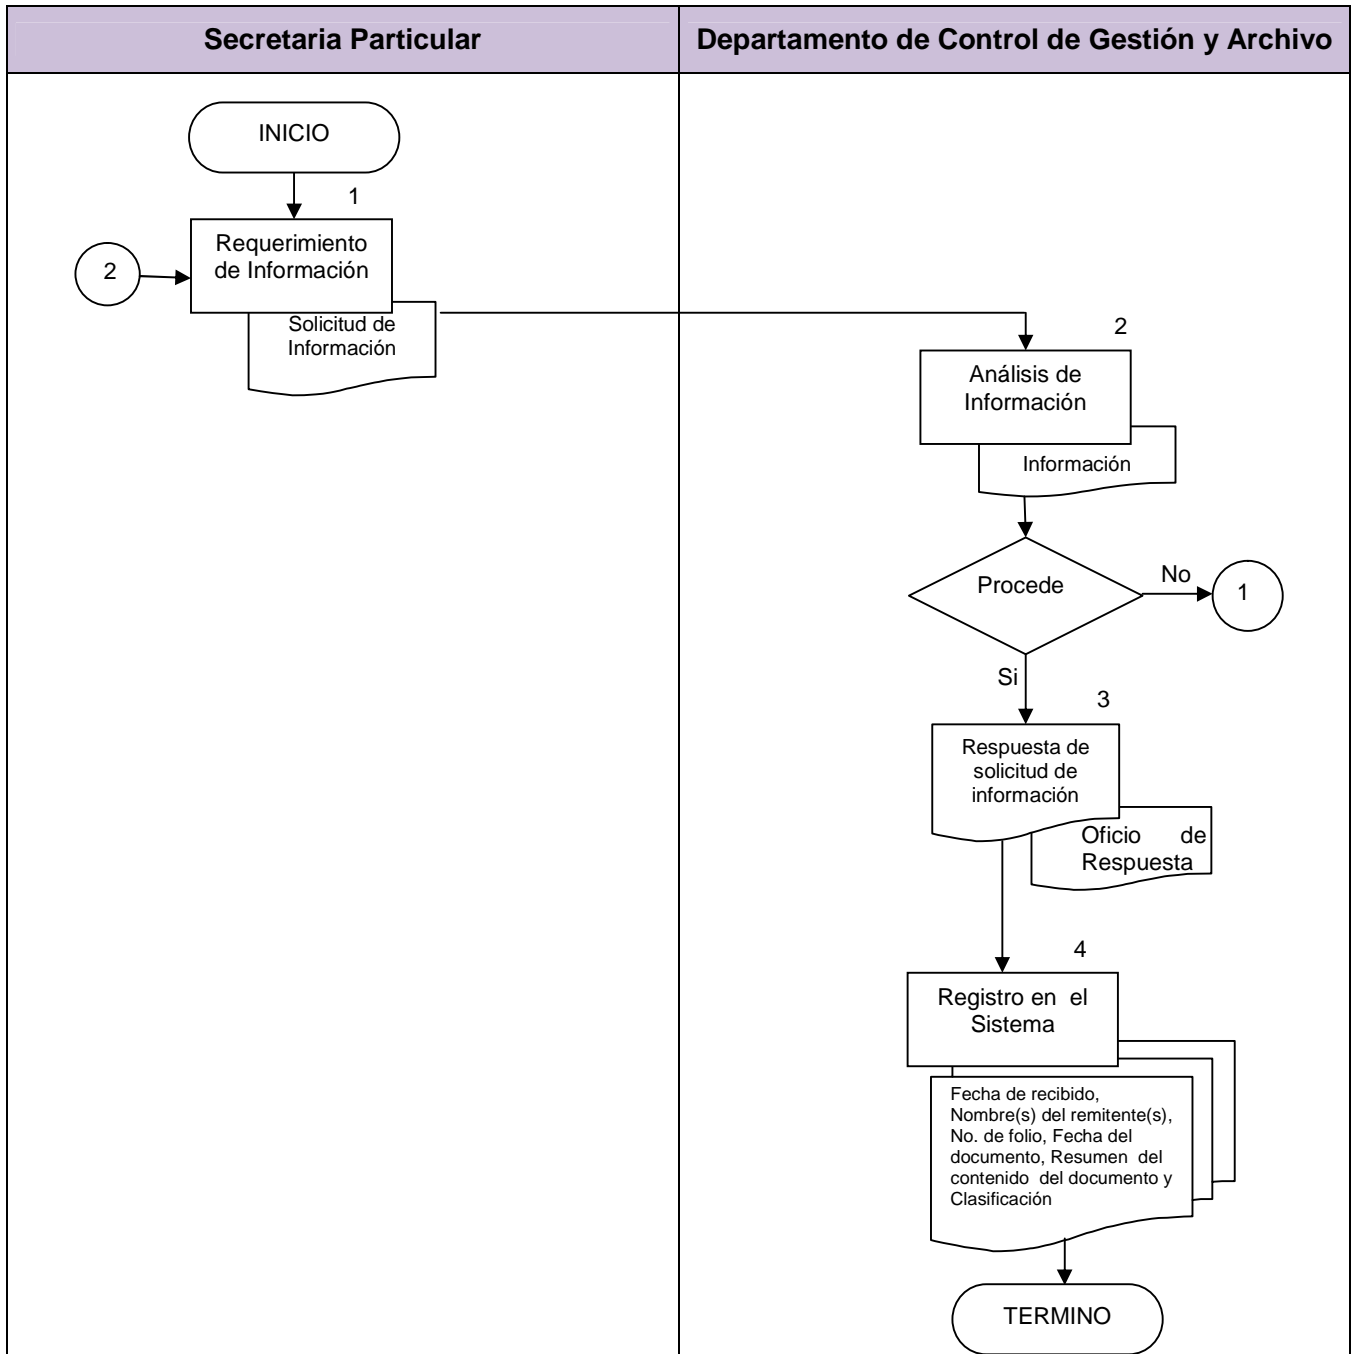 Secretaria Particular
Departamento de Control de Gestión y Archivo
INICIO
1
Requerimiento
de Información
2
Solicitud de
Información
2
Análisis de
Información
Información
Procede
No
1
Si
3
Respuesta de
solicitud de
información
Oficio de
Respuesta
4
Registro en el
Sistema
Fecha de recibido,
Nombre(s) del remitente(s),
No. de folio, Fecha del
documento, Resumen del
contenido del documento y
Clasificación
TERMINO